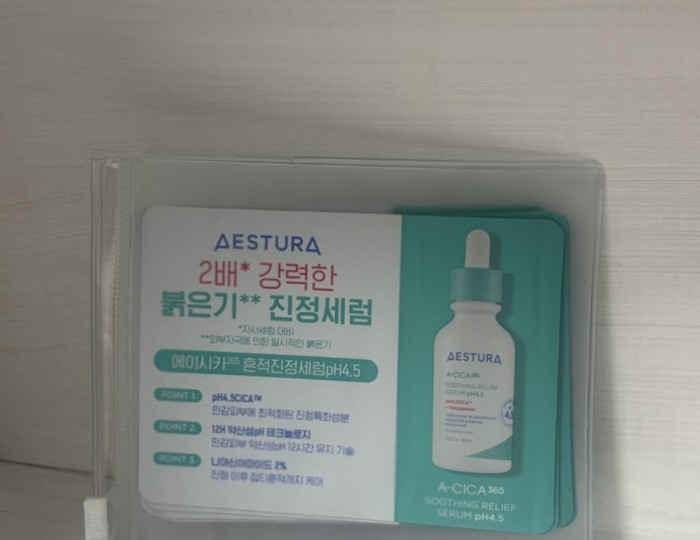 AESTURA
2배* 강력한
붉은기** 진정세럼
*자사세럼 대비
**외부자극에 의한 일시적인 붉은기
에이시카365 흔적진정세럼pH4.5
POINT 1
pH4.5CICA™
민감피부에 최적화된 진정특화성분
POINT 2
12H 약산성pH 테크놀로지
민감피부 약산성pH 12시간 유지 기술
POINT 3
나이아신아마이드 2%
진정 이후 잡티흔적까지 케어
AESTURA
A-CICA365
SOOTHING RELIEF
SERUM pH4.5
A-CICA365
SOOTHING RELIEF
SERUM pH4.5